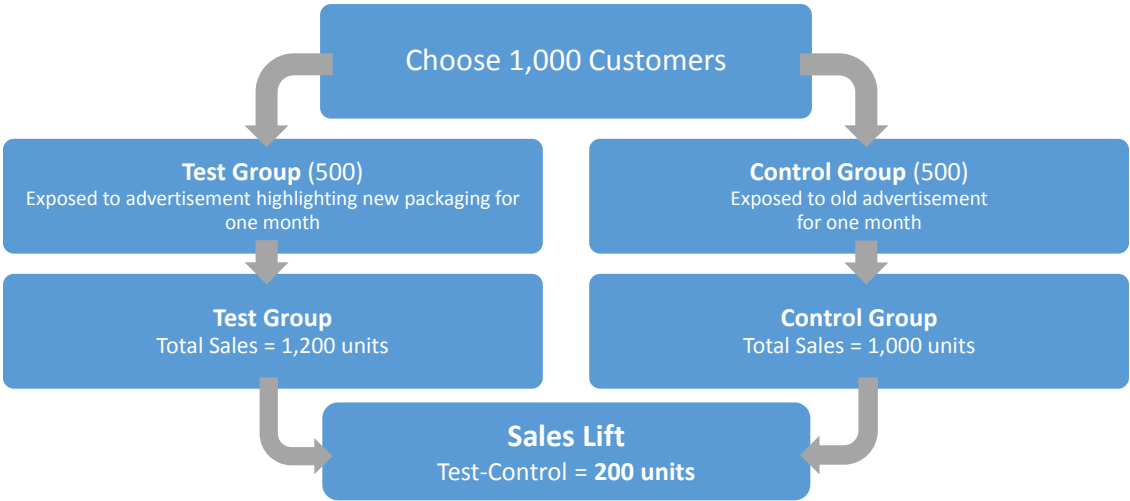 Choose 1,000 Customers
Test Group (500)
Exposed to advertisement highlighting new packaging for
one month
Control Group (500)
Exposed to old advertisement
for one month
Test Group
Total Sales = 1,200 units
Control Group
Total Sales = 1,000 units
Sales Lift
Test-Control = 200 units